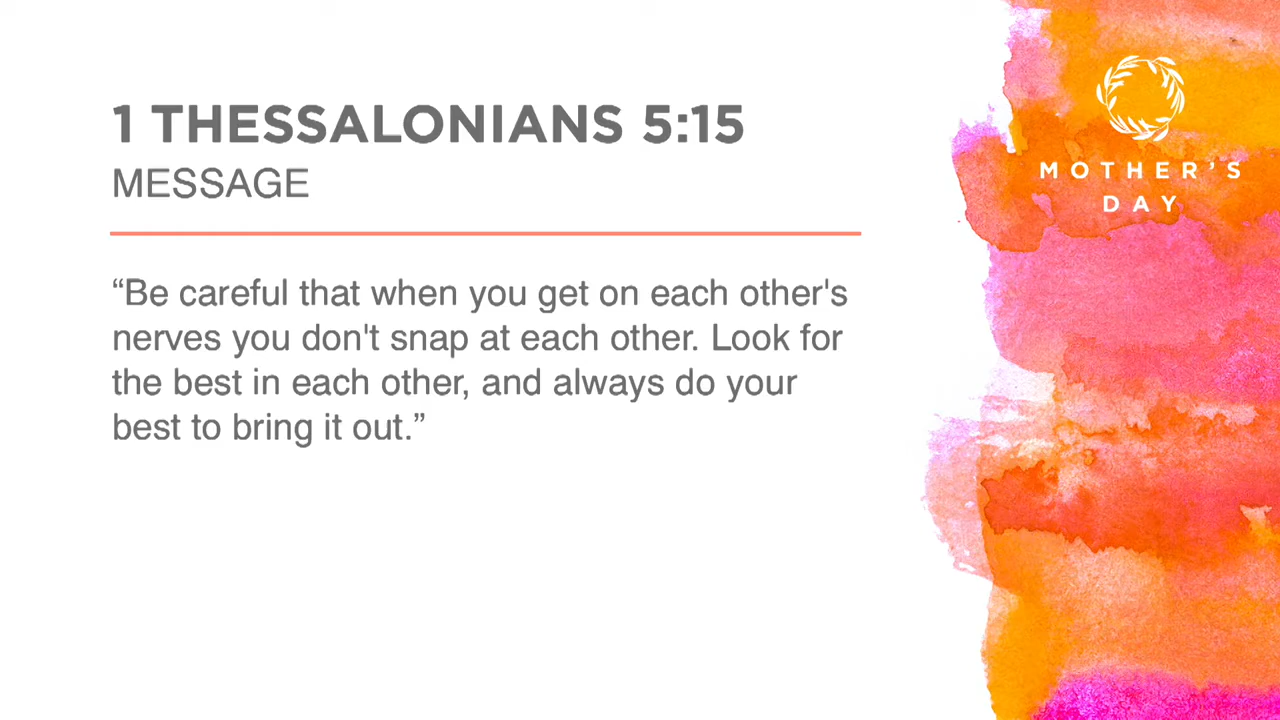 1 THESSALONIANS 5:15
MESSAGE
“Be careful that when you get on each other's
nerves you don't snap at each other. Look for
the best in each other, and always do your
best to bring it out.”
MOTHER’S
DAY